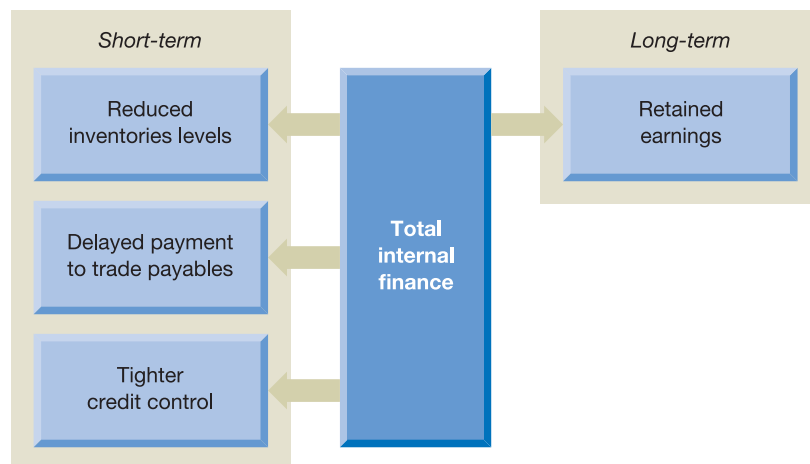 Short-term
Reduced
inventories levels
Delayed payment
to trade payables
Tighter
credit control
Total
internal
finance
Long-term
Retained
earnings